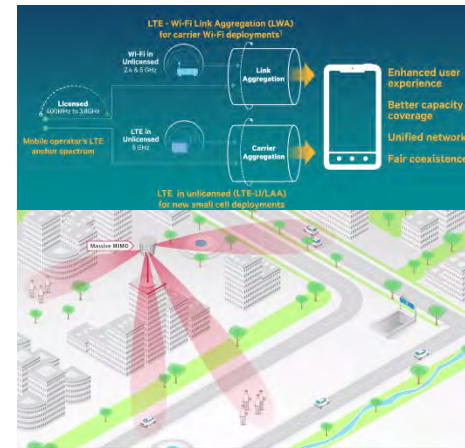 LTE - Wi-Fi Link Aggregation (LWA)
for carrier Wi-Fi deployments¹
Wi-Fi in
Unlicensed
2.4 & 5 GHz
Link
Aggregation
Licensed
400MHz to 3.8GHz
Mobile operator's LTE
anchor spectrum
LTE in
Unlicensed
5 GHz
Carrier
Aggregation
LTE in unlicensed (LTE-U/LAA)
for new small cell deployments
Enhanced user
experience
Better capacity
coverage
Unified network
Fair coexistence
Massive MIMO